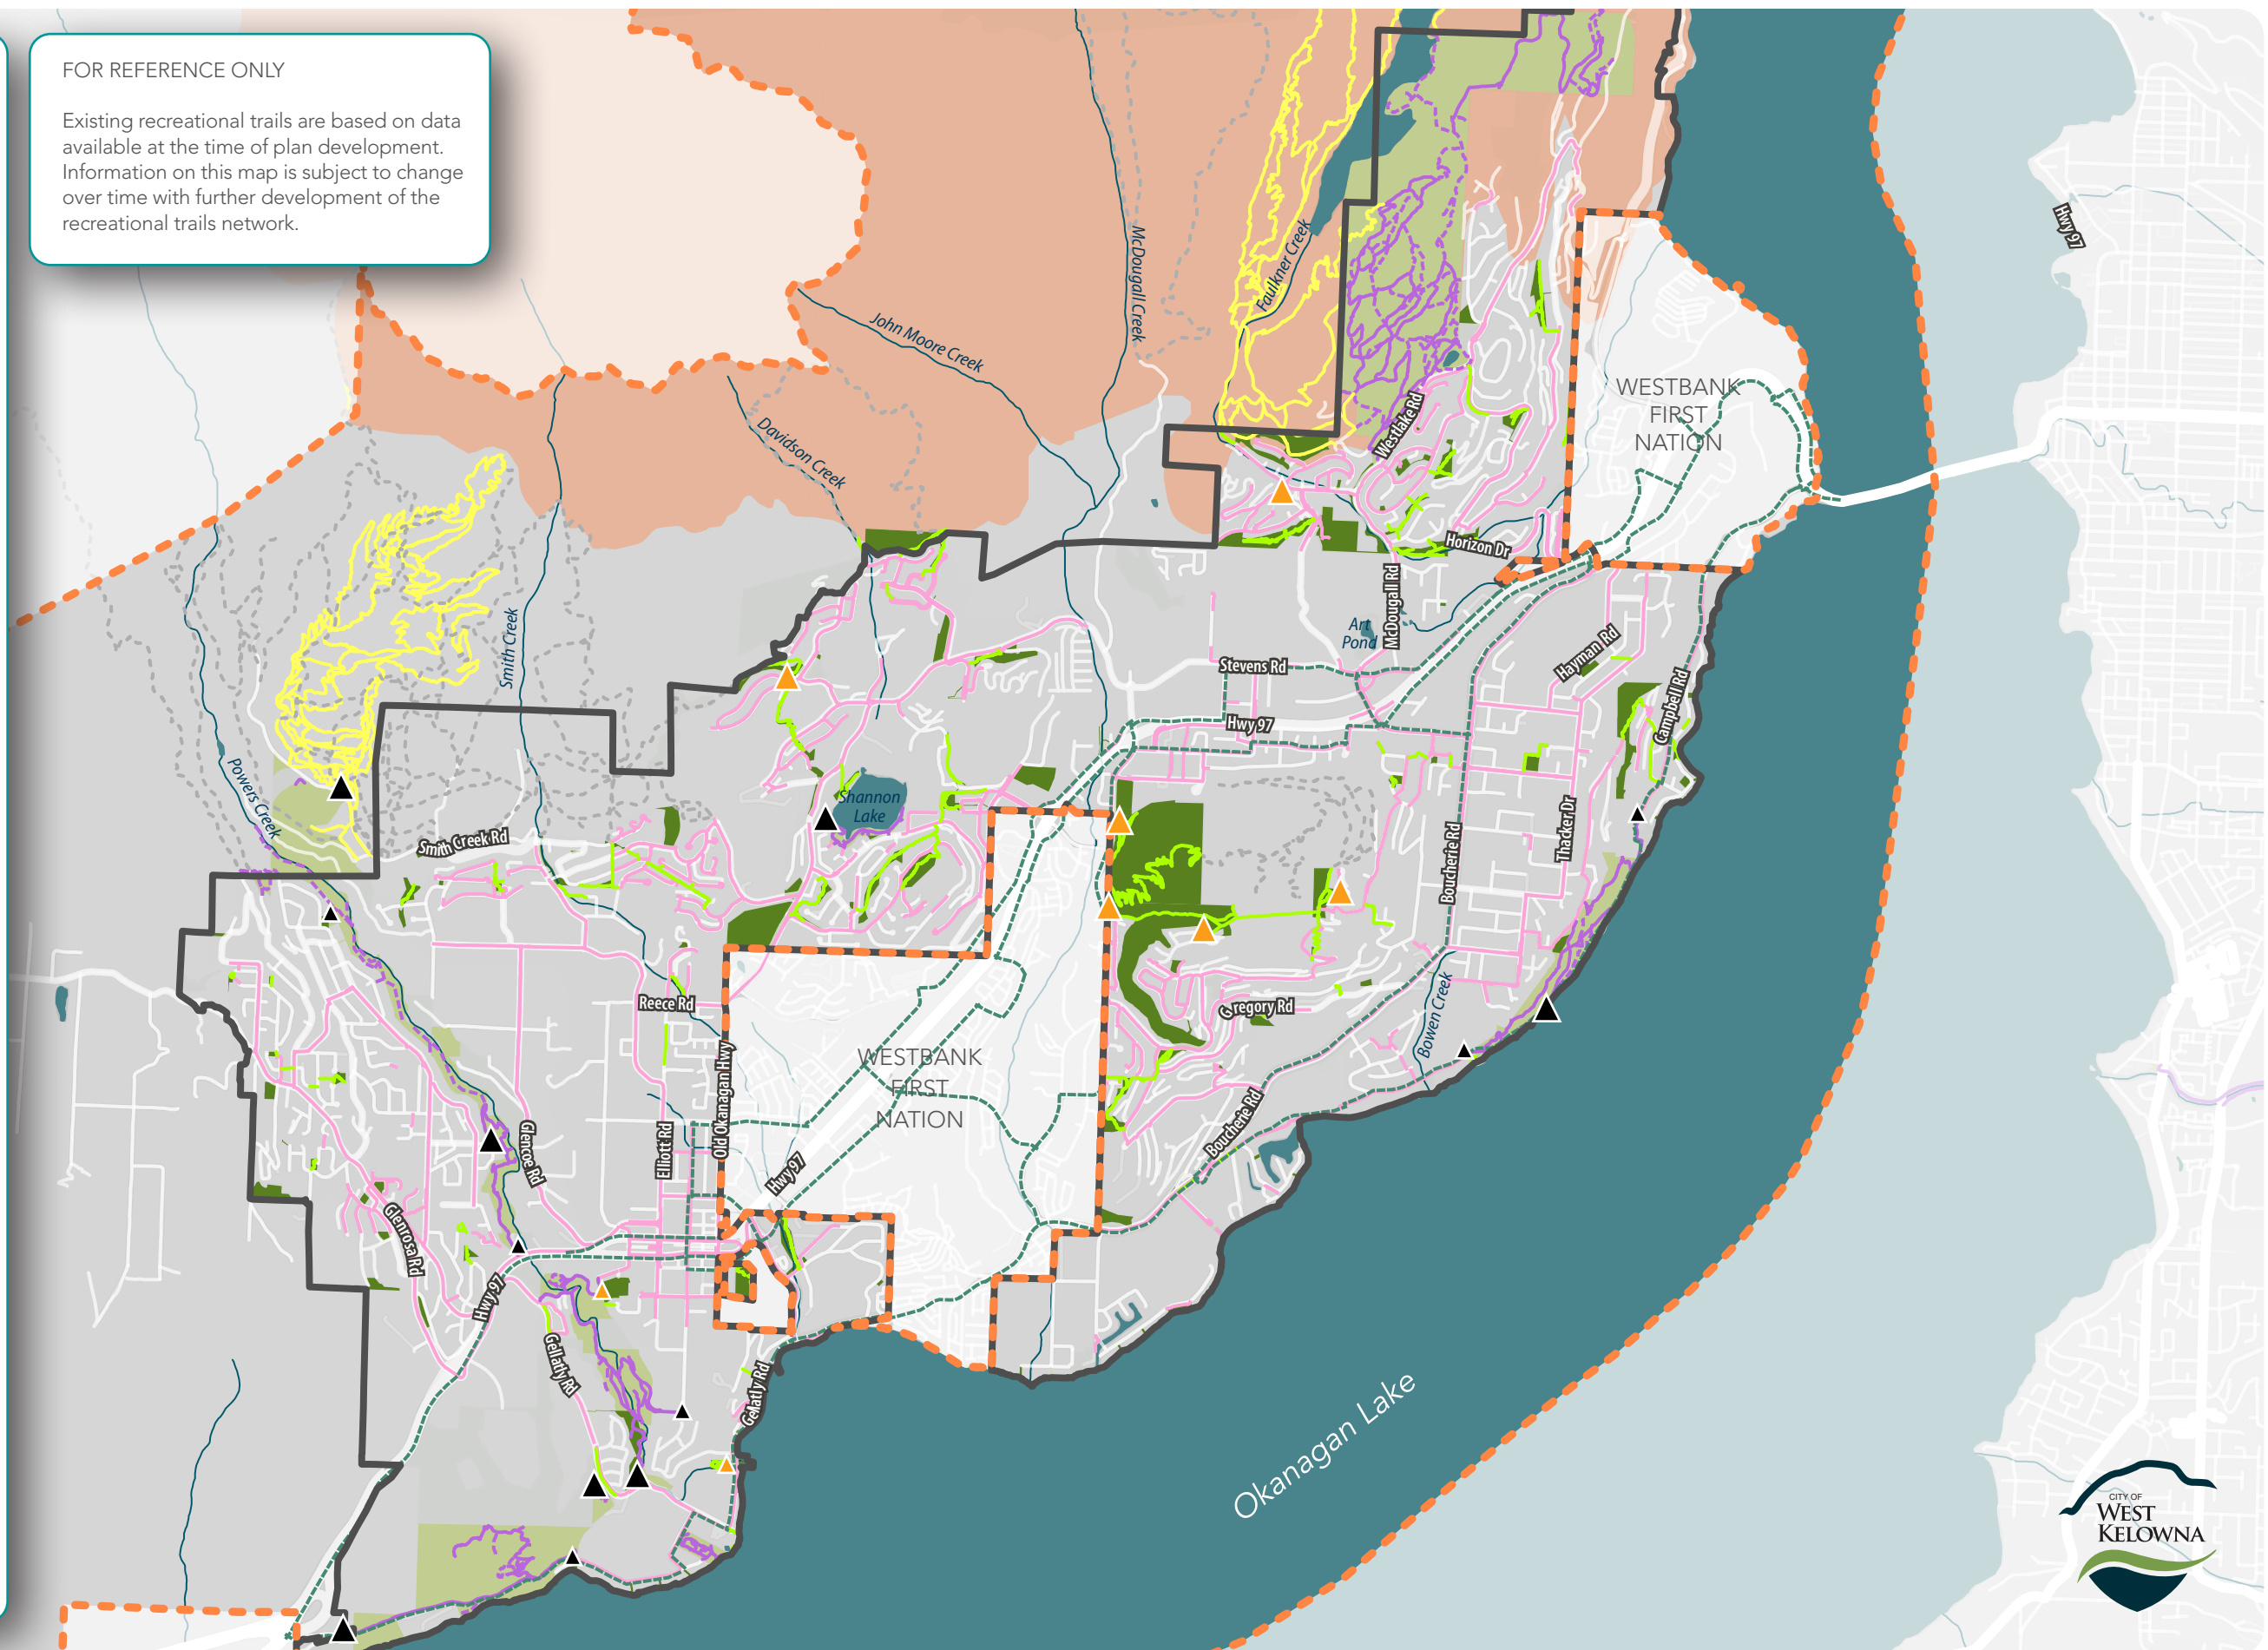 FOR REFERENCE ONLY
Existing recreational trails are based on data
available at the time of plan development.
Information on this map is subject to change
over time with further development of the
recreational trails network.
Hwy 97
McDougall Creek
Faulkner Creek
John Moore Creek
WESTBANK
FIRST
NATION
Westlake Rd
Davidson Creek
Horizon Dr
McDougall Rd
Smith Creek
Art
Pond
Hayman Rd
Stevens Rd
Campbell Rd
Hwy 97
Powers Creek
Shannon
Lake
Smith Creek Rd
Boucherie Rd
Thacker Dr
Reece Rd
Gregory Rd
Bowen Creek
Old Okanagan Hwy
WESTBANK
FIRST
NATION
Glencoe Rd
Elliott Rd
Boucherie Rd
Hwy 97
Glenrosa Rd
Hwy 97
Gellatly Rd
Gellatly Rd
Okanagan Lake
CITY OF
WEST
KELOWNA